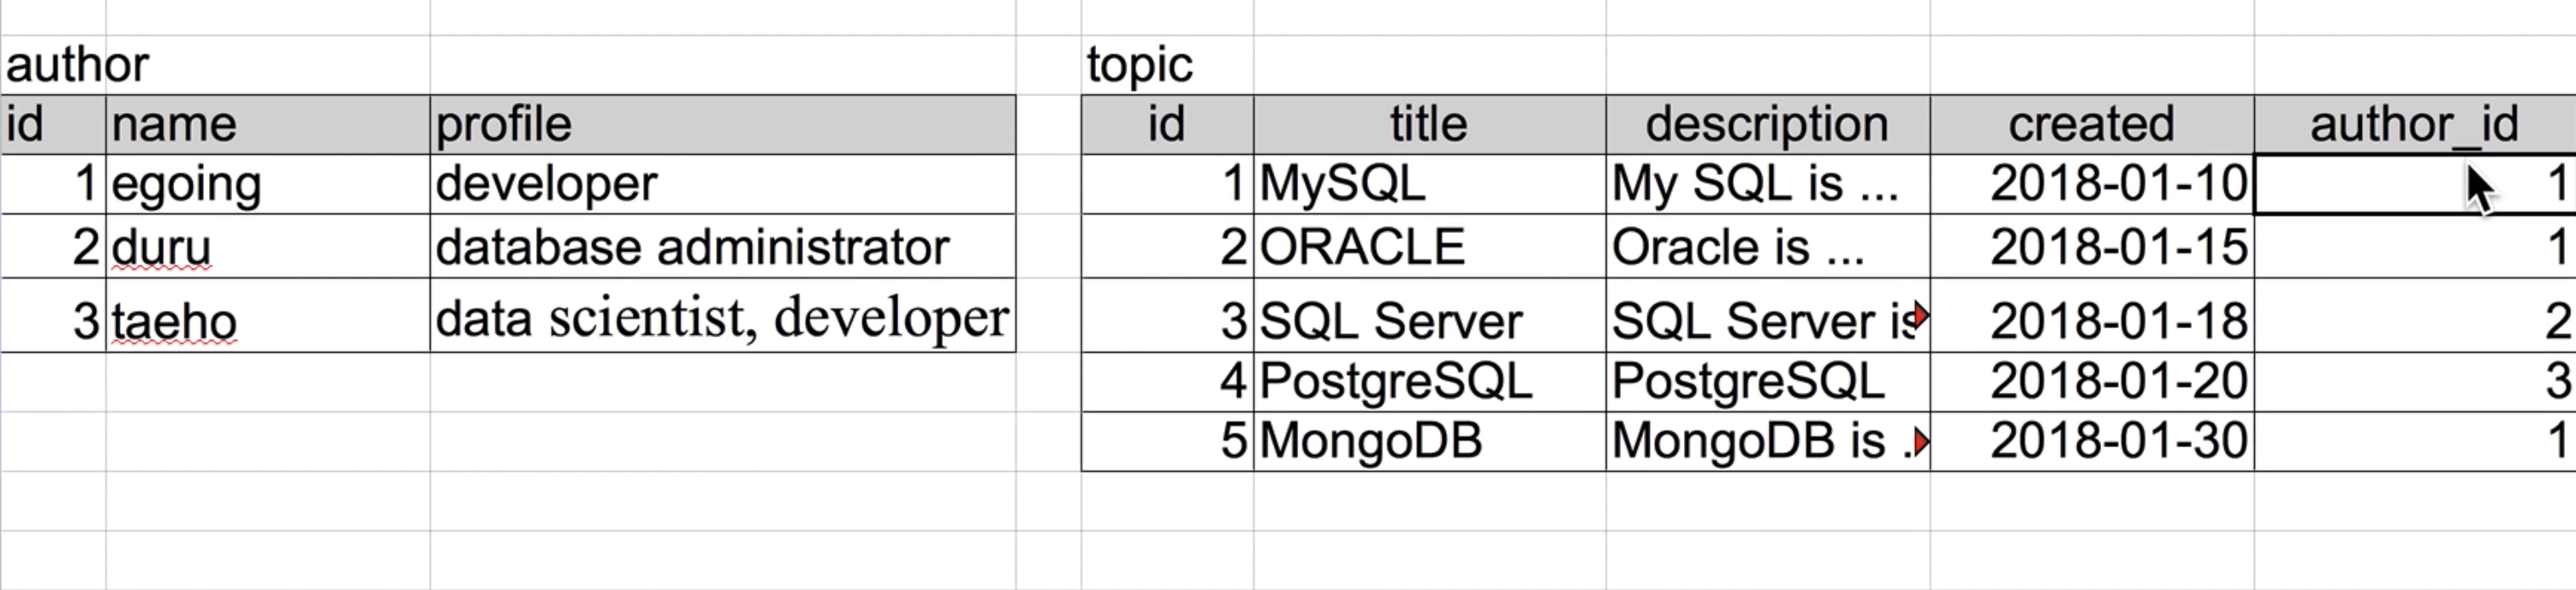 author topic
id name profile id title description created author_id
1 egoing developer 1 MySQL My SQL is ... 2018-01-10 1
2 duru database administrator 2 ORACLE Oracle is ... 2018-01-15 1
3 taeho data scientist, developer 3 SQL Server SQL Server is 2018-01-18 2
4 PostgreSQL PostgreSQL 2018-01-20 3
5 MongoDB MongoDB is . 2018-01-30 1